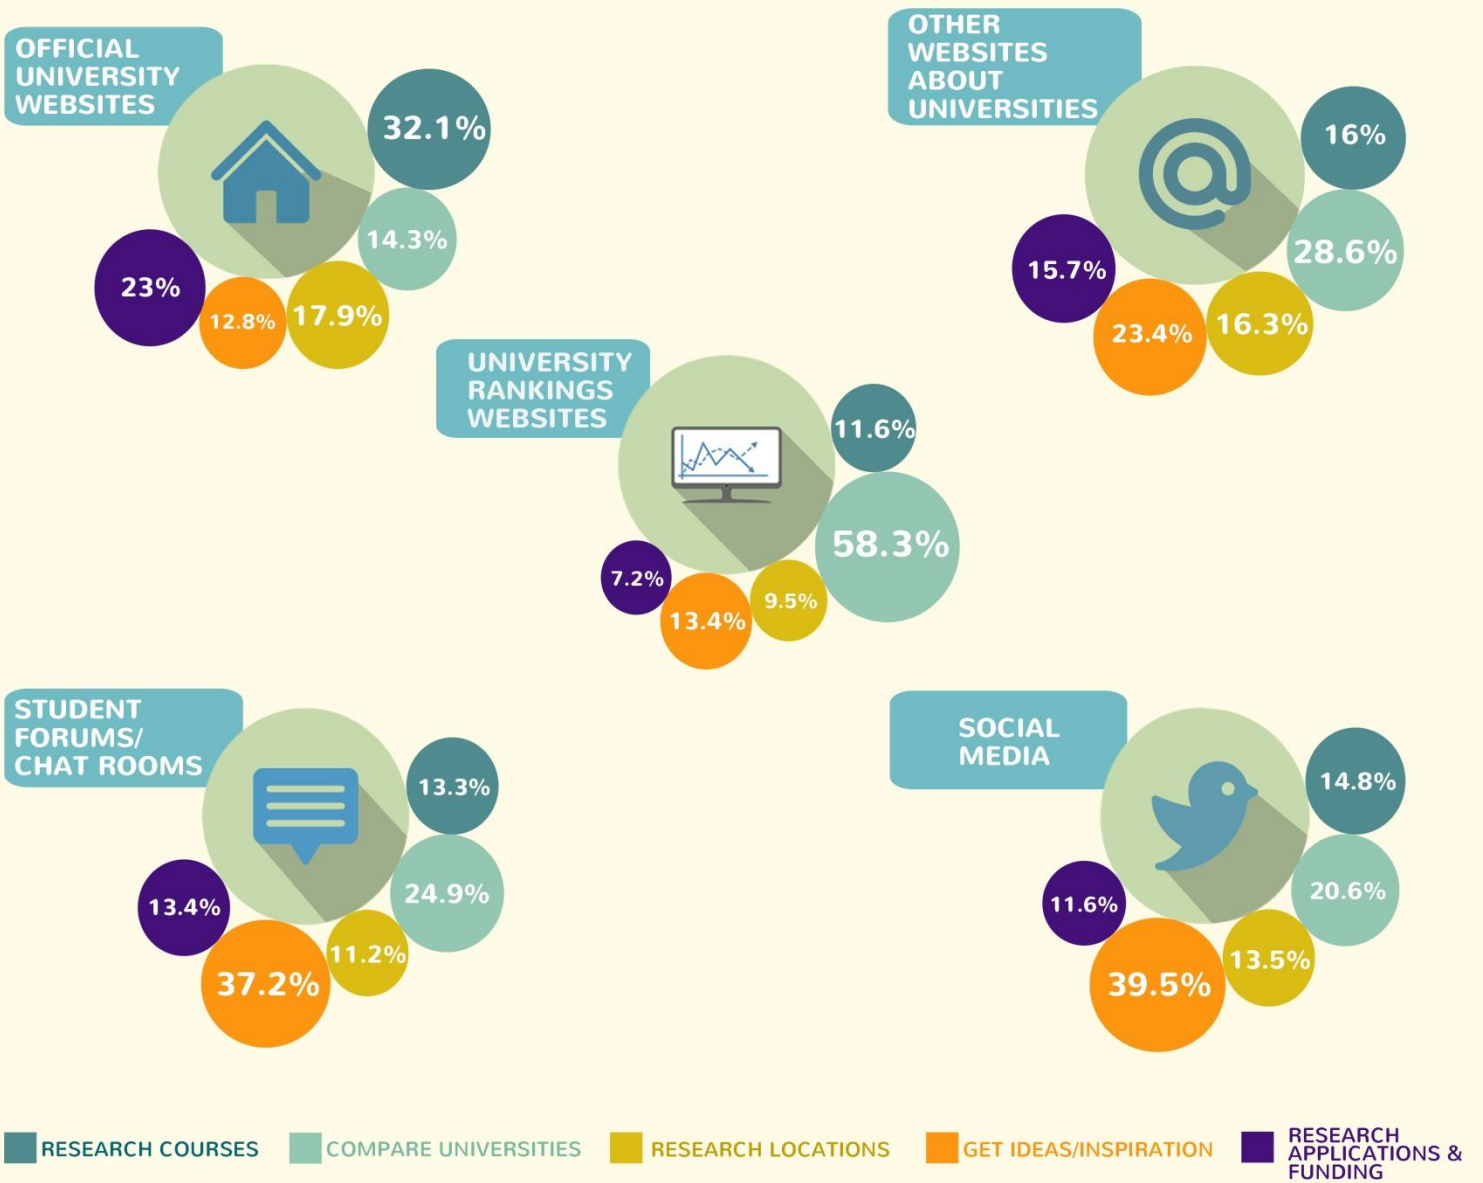 OFFICIAL
UNIVERSITY
WEBSITES
32.1%
14.3%
17.9%
12.8%
23%
OTHER
WEBSITES
ABOUT
UNIVERSITIES
16%
28.6%
16.3%
23.4%
15.7%
UNIVERSITY
RANKINGS
WEBSITES
11.6%
58.3%
9.5%
13.4%
7.2%
STUDENT
FORUMS/
CHAT ROOMS
13.3%
24.9%
11.2%
37.2%
13.4%
SOCIAL
MEDIA
14.8%
20.6%
13.5%
39.5%
11.6%
RESEARCH COURSES
COMPARE UNIVERSITIES
RESEARCH LOCATIONS
GET IDEAS/INSPIRATION
RESEARCH
APPLICATIONS &
FUNDING